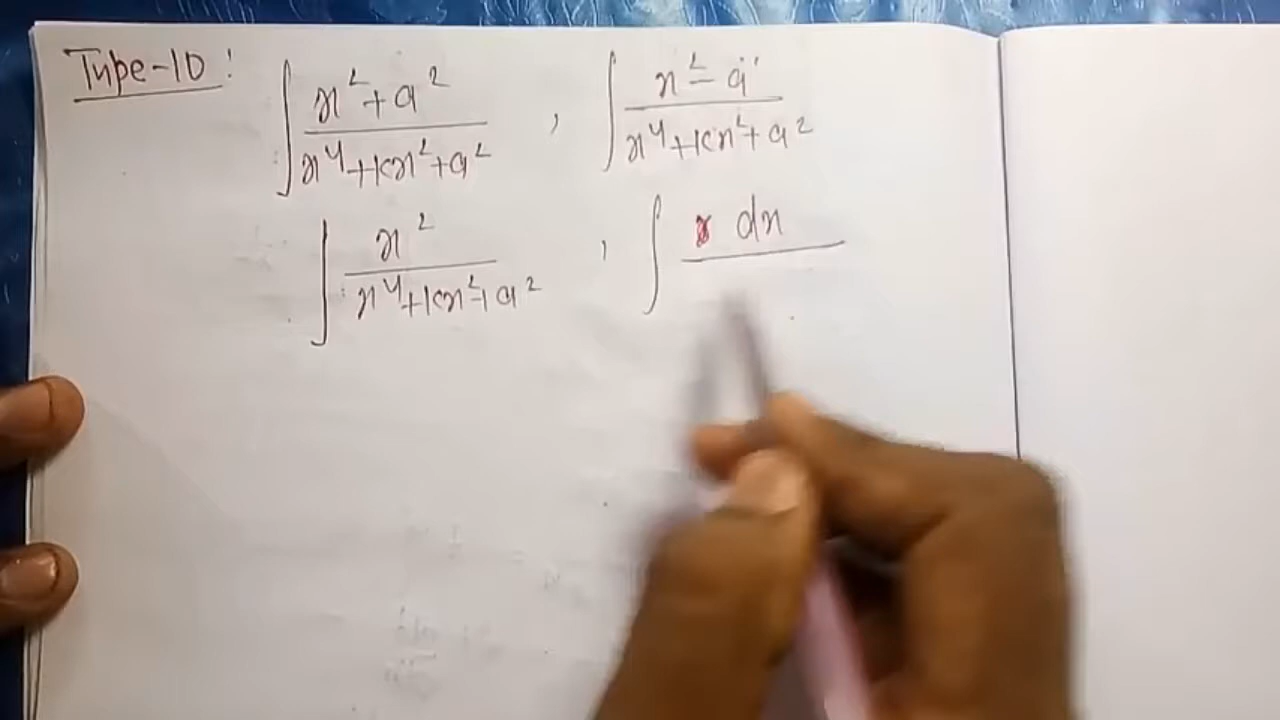 Type-10: ∫ (x² + a²)/(x⁴ + kx² + a²) , ∫ (x² - a²)/(x⁴ + kx² + a²)
∫ x²/(x⁴ + kx² + a²) , ∫ dx